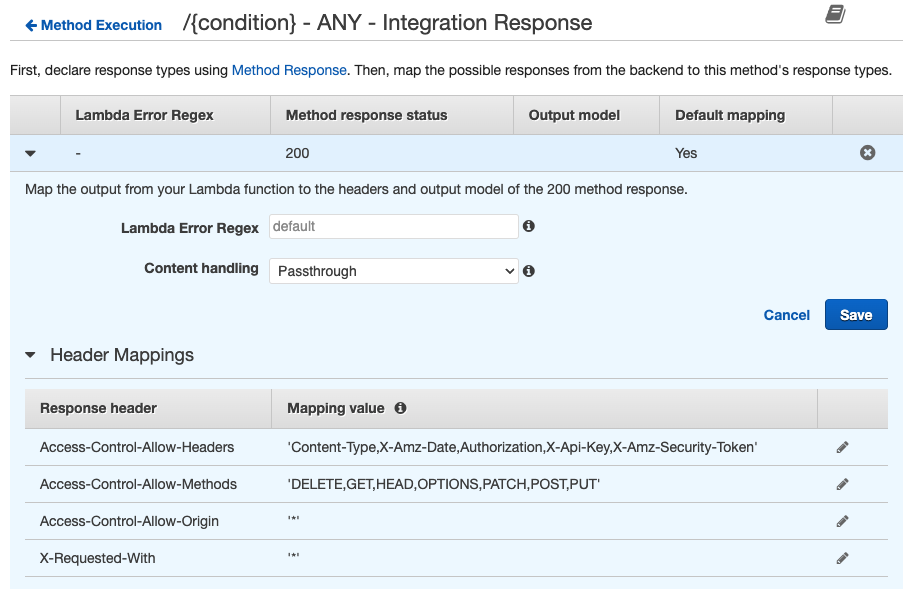 Method Execution /{condition} - ANY - Integration Response
First, declare response types using Method Response. Then, map the possible responses from the backend to this method's response types.
Lambda Error Regex Method response status Output model Default mapping
- 200 Yes
Map the output from your Lambda function to the headers and output model of the 200 method response.
Lambda Error Regex default
Content handling Passthrough
Cancel Save
Header Mappings
Response header Mapping value
Access-Control-Allow-Headers 'Content-Type,X-Amz-Date,Authorization,X-Api-Key,X-Amz-Security-Token'
Access-Control-Allow-Methods 'DELETE,GET,HEAD,OPTIONS,PATCH,POST,PUT'
Access-Control-Allow-Origin '*'
X-Requested-With '*'